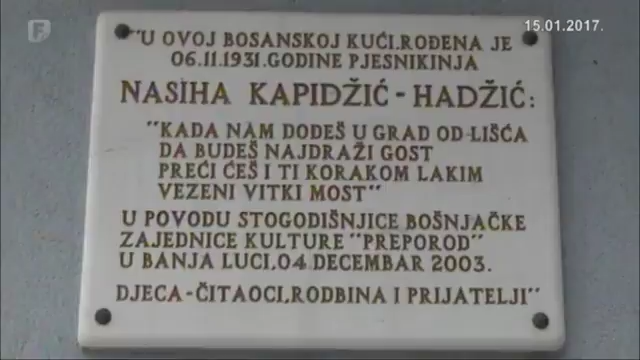 F
15.01.2017.
"U OVOJ BOSANSKOJ KUĆI.ROĐENA JE
06.11.1931.GODINE PJESNIKINJA
NASIHA KAPIDŽIĆ-HADŽIĆ:
"KADA NAM DOĐEŠ U GRAD OD LIŠĆA
DA BUDEŠ NAJDRAŽI GOST
PREĆI ĆEŠ I TI KORAKOM LAKIM
VEZENI VITKI MOST"
U POVODU STOGODIŠNJICE BOŠNJAČKE
ZAJEDNICE KULTURE "PREPOROD"
U BANJA LUCI,04.DECEMBAR 2003.
DJECA-ČITAOCI,RODBINA I PRIJATELJI"